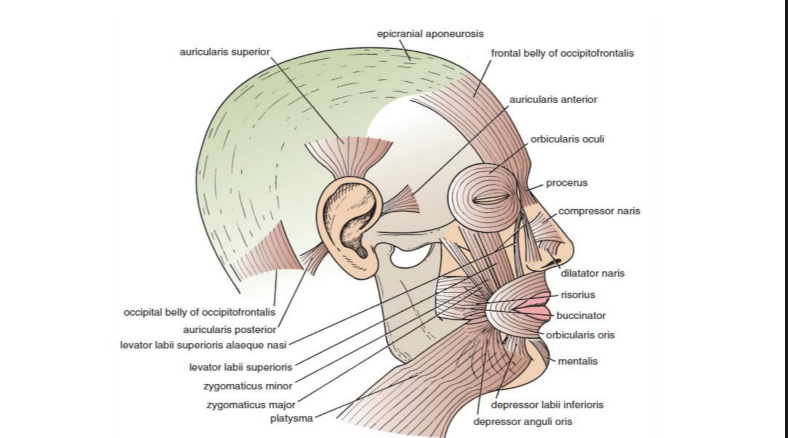 epicranial aponeurosis
auricularis superior
frontal belly of occipitofrontalis
auricularis anterior
orbicularis oculi
procerus
compressor naris
dilatator naris
risorius
occipital belly of occipitofrontalis
buccinator
auricularis posterior
orbicularis oris
levator labii superioris alaeque nasi
mentalis
levator labii superioris
zygomaticus minor
zygomaticus major
depressor labii inferioris
platysma
depressor anguli oris